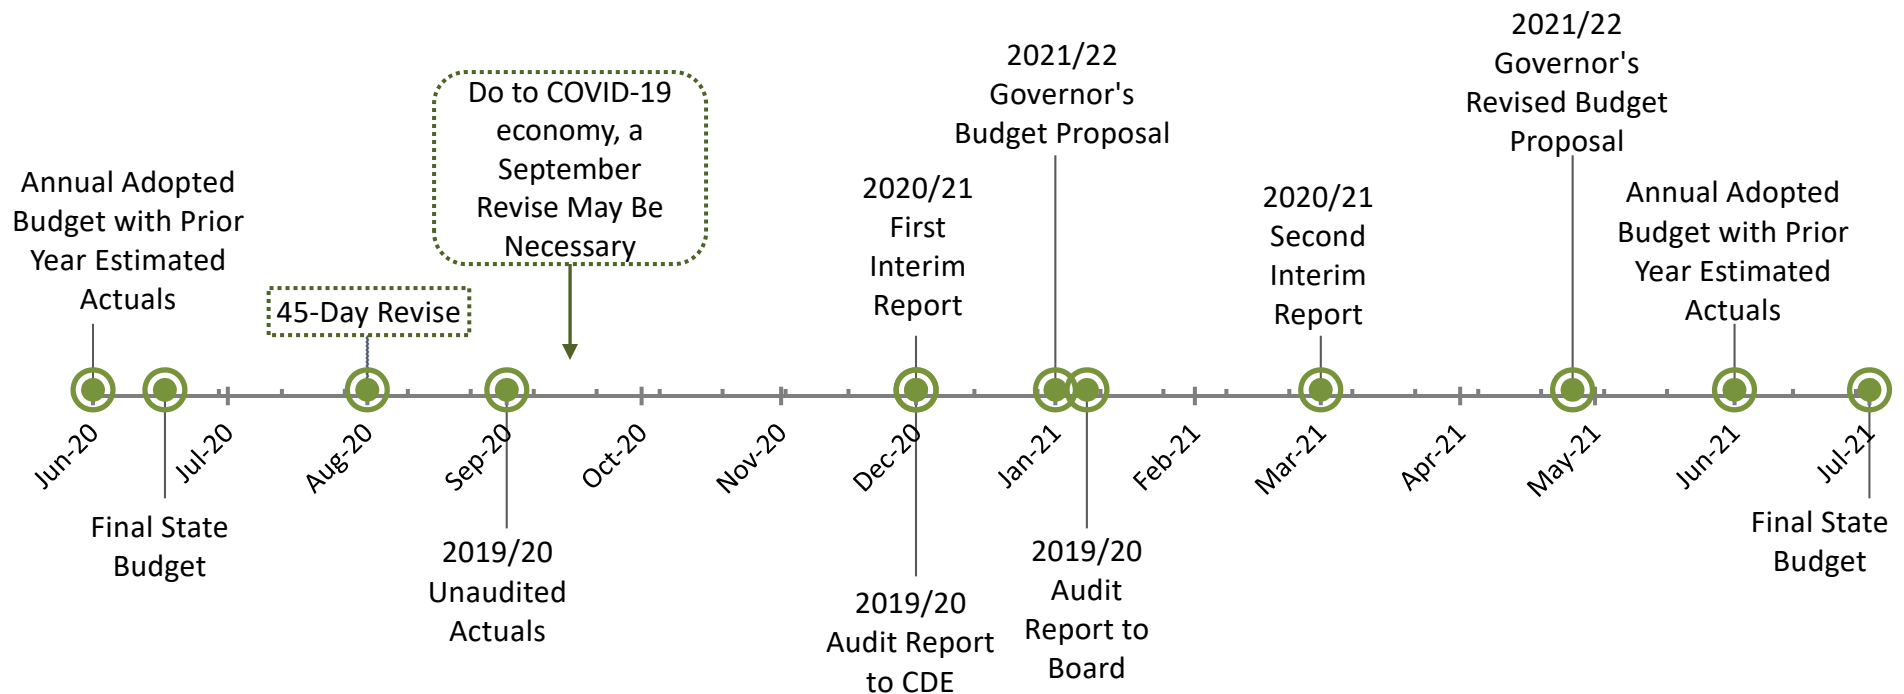 Annual Adopted
Budget with Prior
Year Estimated
Actuals
45-Day Revise
Do to COVID-19
economy, a
September
Revise May Be
Necessary
2020/21
First
Interim
Report
2021/22
Governor's
Budget Proposal
2020/21
Second
Interim
Report
2021/22
Governor's
Revised Budget
Proposal
Annual Adopted
Budget with Prior
Year Estimated
Actuals
Jun-20
Jul-20
Aug-20
Sep-20
Oct-20
Nov-20
Dec-20
Jan-21
Feb-21
Mar-21
Apr-21
May-21
Jun-21
Jul-21
Final State
Budget
2019/20
Unaudited
Actuals
2019/20
Audit Report
to CDE
2019/20
Audit
Report to
Board
Final State
Budget